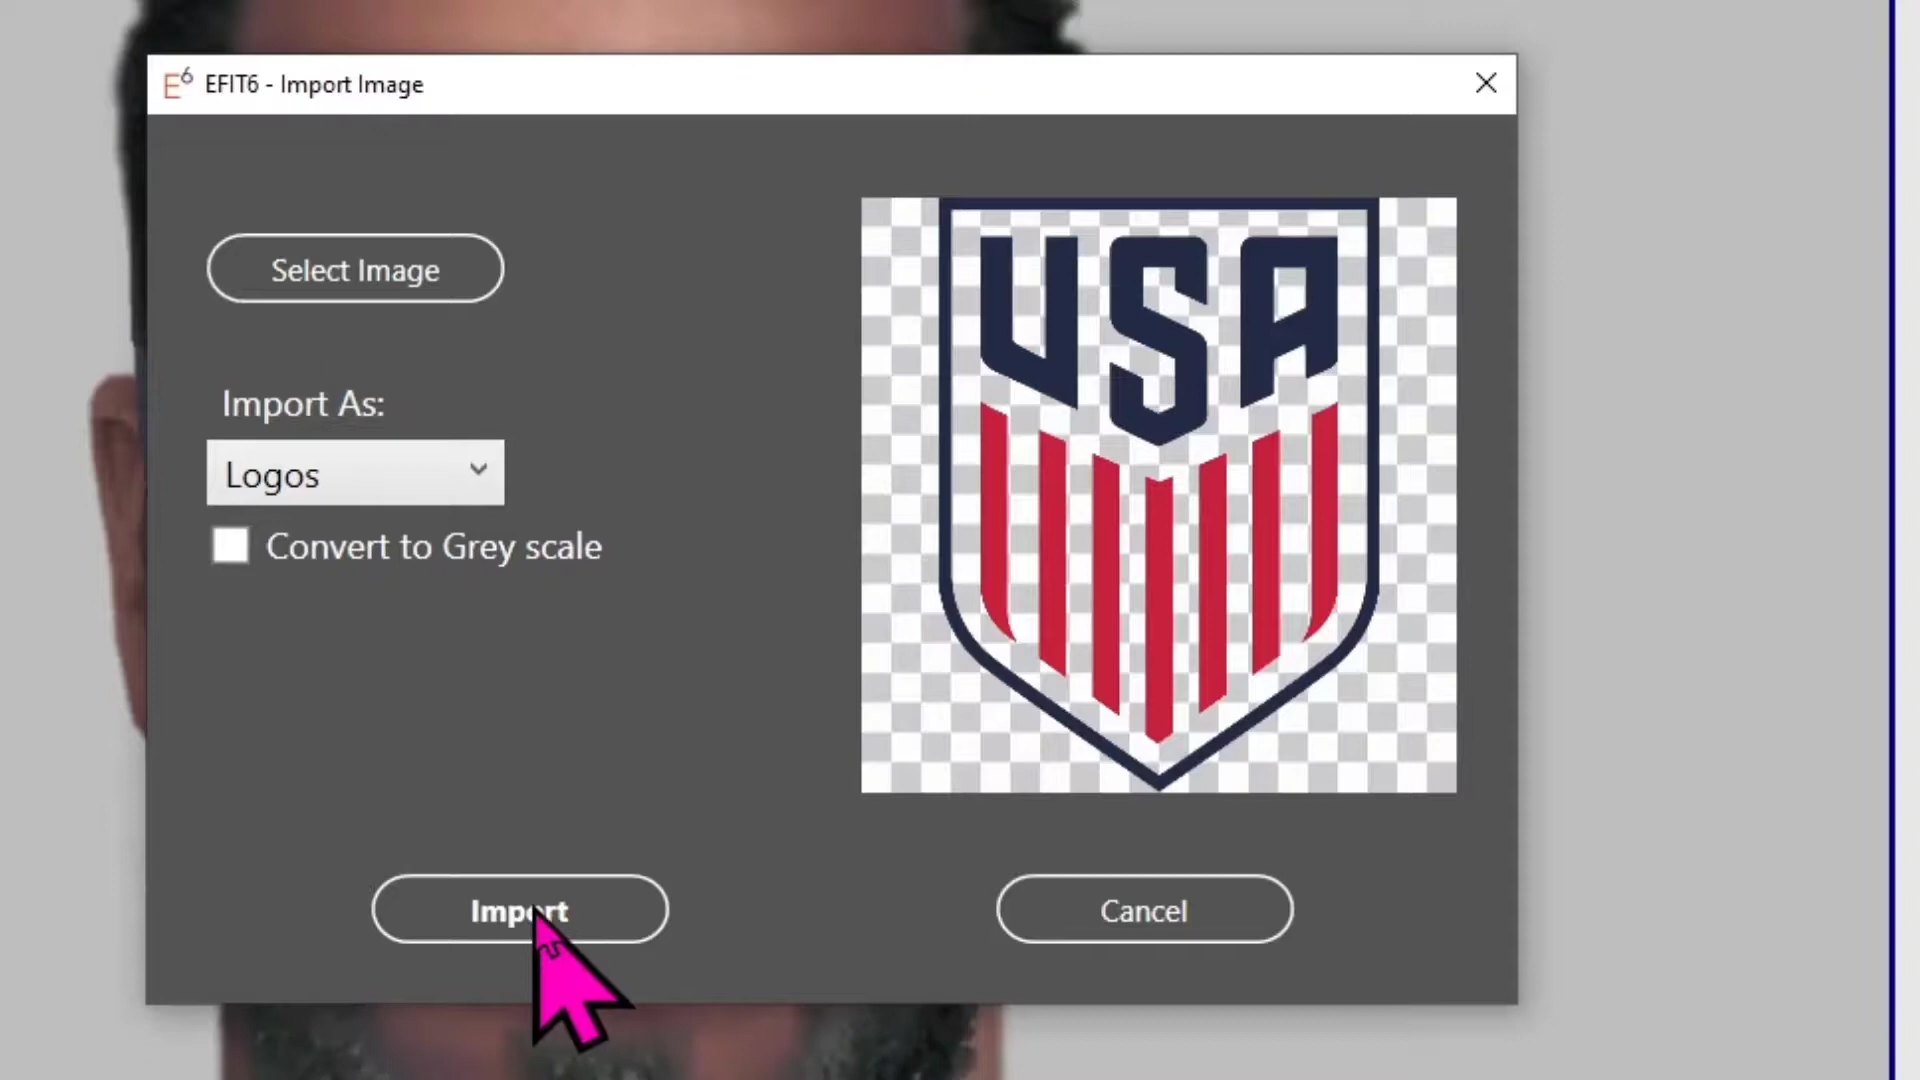 E6 EFIT6 - Import Image
Select Image
Import As:
Logos
Convert to Grey scale
USA
Import
Cancel